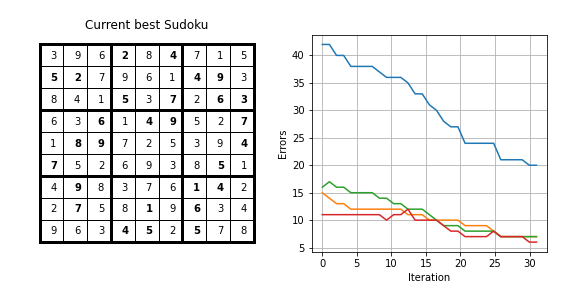 Current best Sudoku
3 9 6 2 8 4 7 1 5
5 2 7 9 6 1 4 9 3
8 4 1 5 3 7 2 6 3
6 3 6 1 4 9 5 2 7
1 8 9 7 2 5 3 9 4
7 5 2 6 9 3 8 5 1
4 9 8 3 7 6 1 4 2
2 7 5 8 1 9 6 3 4
9 6 3 4 5 2 5 7 8
Errors
40
35
30
25
20
15
10
5
0 5 10 15 20 25 30
Iteration